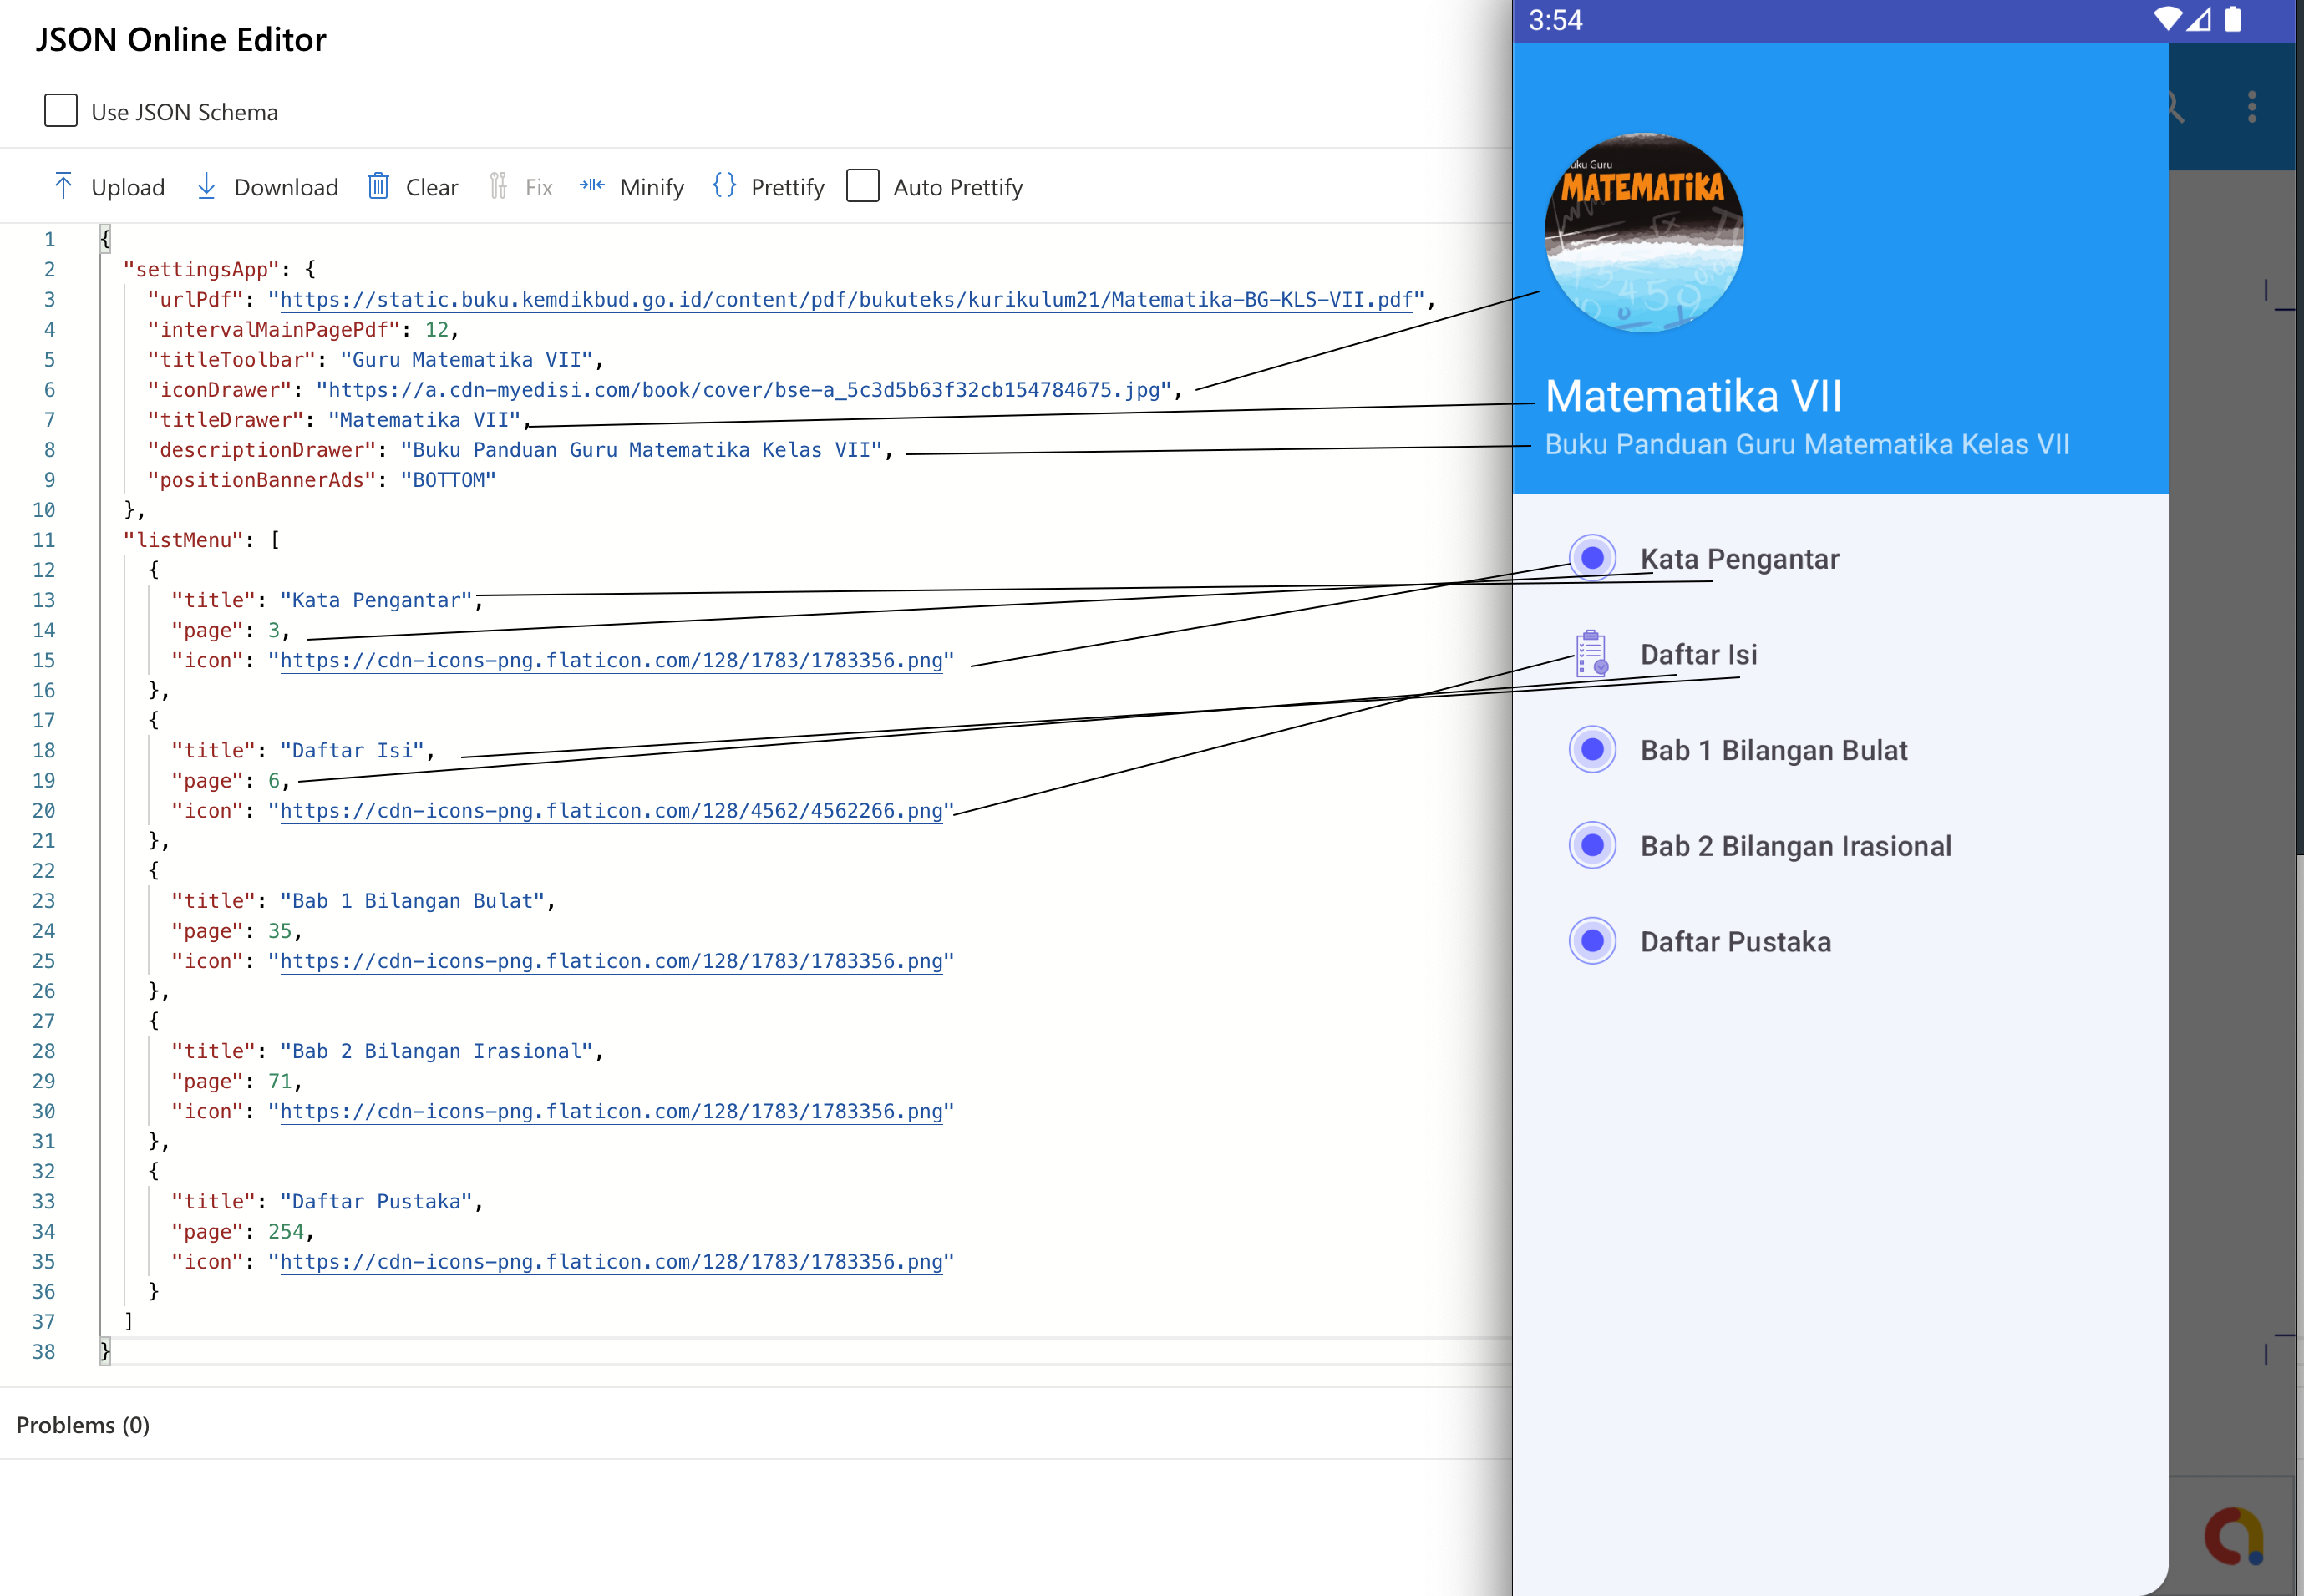 JSON Online Editor
Use JSON Schema
Upload Download Clear Fix Minify Prettify Auto Prettify
1 {
2 "settingsApp": {
3 "urlPdf": "https://static.buku.kemdikbud.go.id/content/pdf/bukuteks/kurikulum21/Matematika-BG-KLS-VII.pdf",
4 "intervalMainPagePdf": 12,
5 "titleToolbar": "Guru Matematika VII",
6 "iconDrawer": "https://a.cdn-myedisi.com/book/cover/bse-a_5c3d5b63f32cb154784675.jpg",
7 "titleDrawer": "Matematika VII",
8 "descriptionDrawer": "Buku Panduan Guru Matematika Kelas VII",
9 "positionBannerAds": "BOTTOM"
10 },
11 "listMenu": [
12 {
13 "title": "Kata Pengantar",
14 "page": 3,
15 "icon": "https://cdn-icons-png.flaticon.com/128/1783/1783356.png"
16 },
17 {
18 "title": "Daftar Isi",
19 "page": 6,
20 "icon": "https://cdn-icons-png.flaticon.com/128/4562/4562266.png"
21 },
22 {
23 "title": "Bab 1 Bilangan Bulat",
24 "page": 35,
25 "icon": "https://cdn-icons-png.flaticon.com/128/1783/1783356.png"
26 },
27 {
28 "title": "Bab 2 Bilangan Irasional",
29 "page": 71,
30 "icon": "https://cdn-icons-png.flaticon.com/128/1783/1783356.png"
31 },
32 {
33 "title": "Daftar Pustaka",
34 "page": 254,
35 "icon": "https://cdn-icons-png.flaticon.com/128/1783/1783356.png"
36 }
37 ]
38 }
Problems (0)
3:54
uku Guru
MATEMATIKA
Matematika VII
Buku Panduan Guru Matematika Kelas VII
Kata Pengantar
Daftar Isi
Bab 1 Bilangan Bulat
Bab 2 Bilangan Irasional
Daftar Pustaka